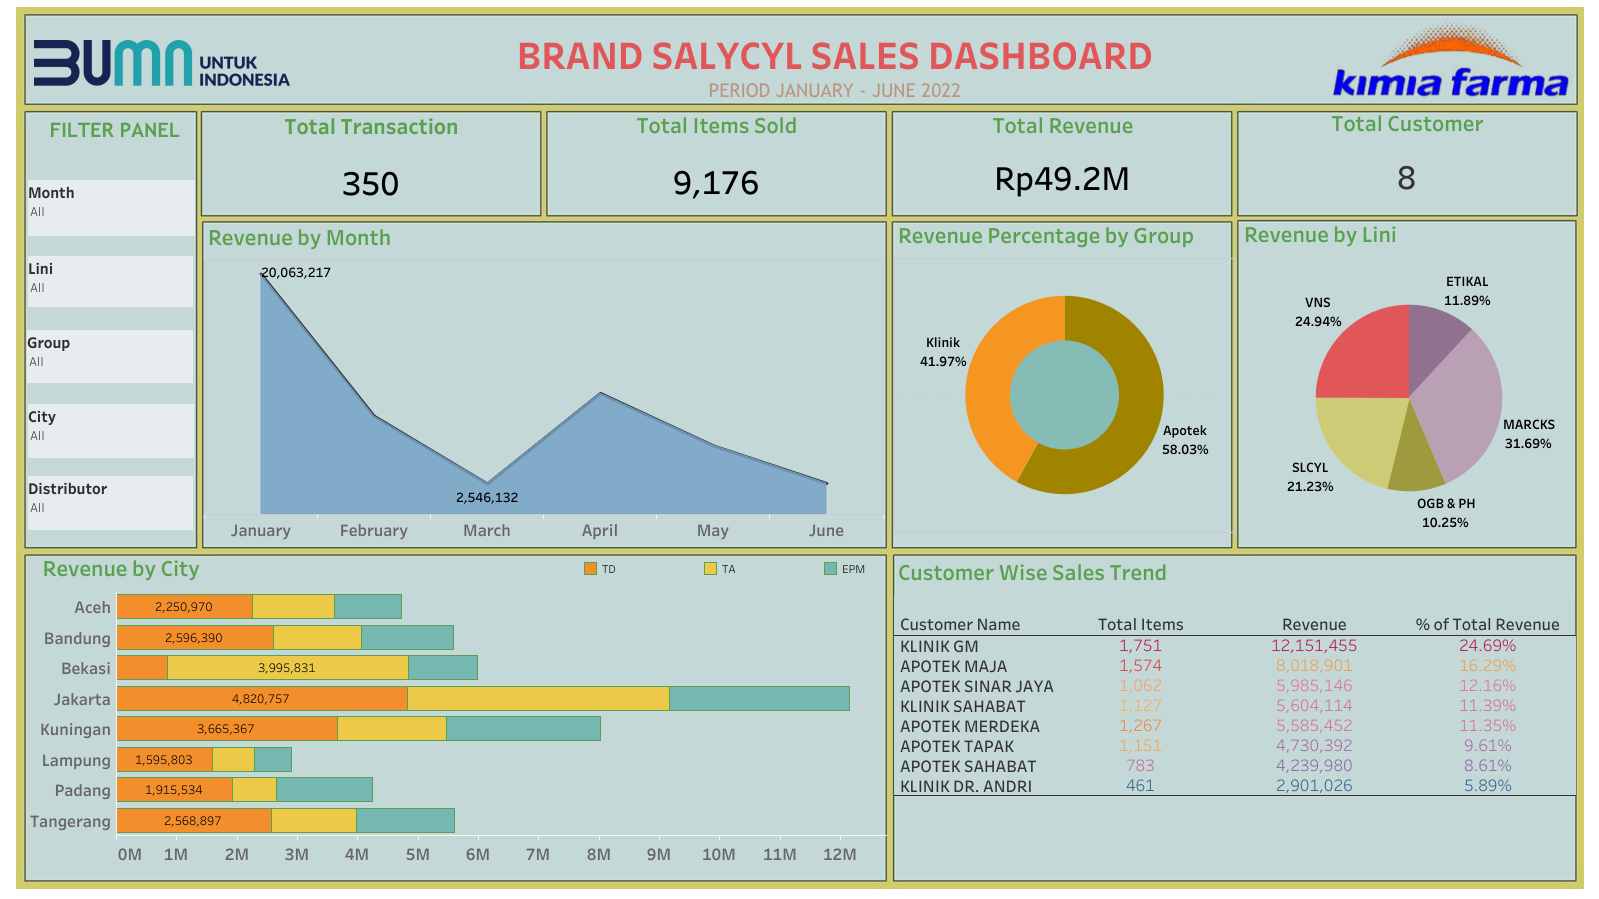 BUMN UNTUK
INDONESIA
BRAND SALYCYL SALES DASHBOARD
PERIOD JANUARY - JUNE 2022
kimia farma
FILTER PANEL
Month
All
Lini
All
Group
All
City
All
Distributor
All
Total Transaction
350
Total Items Sold
9,176
Total Revenue
Rp49.2M
Total Customer
8
Revenue by Month
20,063,217
2,546,132
January February March April May June
Revenue Percentage by Group
Klinik
41.97%
Apotek
58.03%
Revenue by Lini
ETIKAL
11.89%
VNS
24.94%
MARCKS
31.69%
SLCYL
21.23%
OGB & PH
10.25%
Revenue by City
TD TA EPM
Aceh 2,250,970
Bandung 2,596,390
Bekasi 3,995,831
Jakarta 4,820,757
Kuningan 3,665,367
Lampung 1,595,803
Padang 1,915,534
Tangerang 2,568,897
0M 1M 2M 3M 4M 5M 6M 7M 8M 9M 10M 11M 12M
Customer Wise Sales Trend
Customer Name Total Items Revenue % of Total Revenue
KLINIK GM 1,751 12,151,455 24.69%
APOTEK MAJA 1,574 8,018,901 16.29%
APOTEK SINAR JAYA 1,062 5,985,146 12.16%
KLINIK SAHABAT 1,127 5,604,114 11.39%
APOTEK MERDEKA 1,267 5,585,452 11.35%
APOTEK TAPAK 1,151 4,730,392 9.61%
APOTEK SAHABAT 783 4,239,980 8.61%
KLINIK DR. ANDRI 461 2,901,026 5.89%